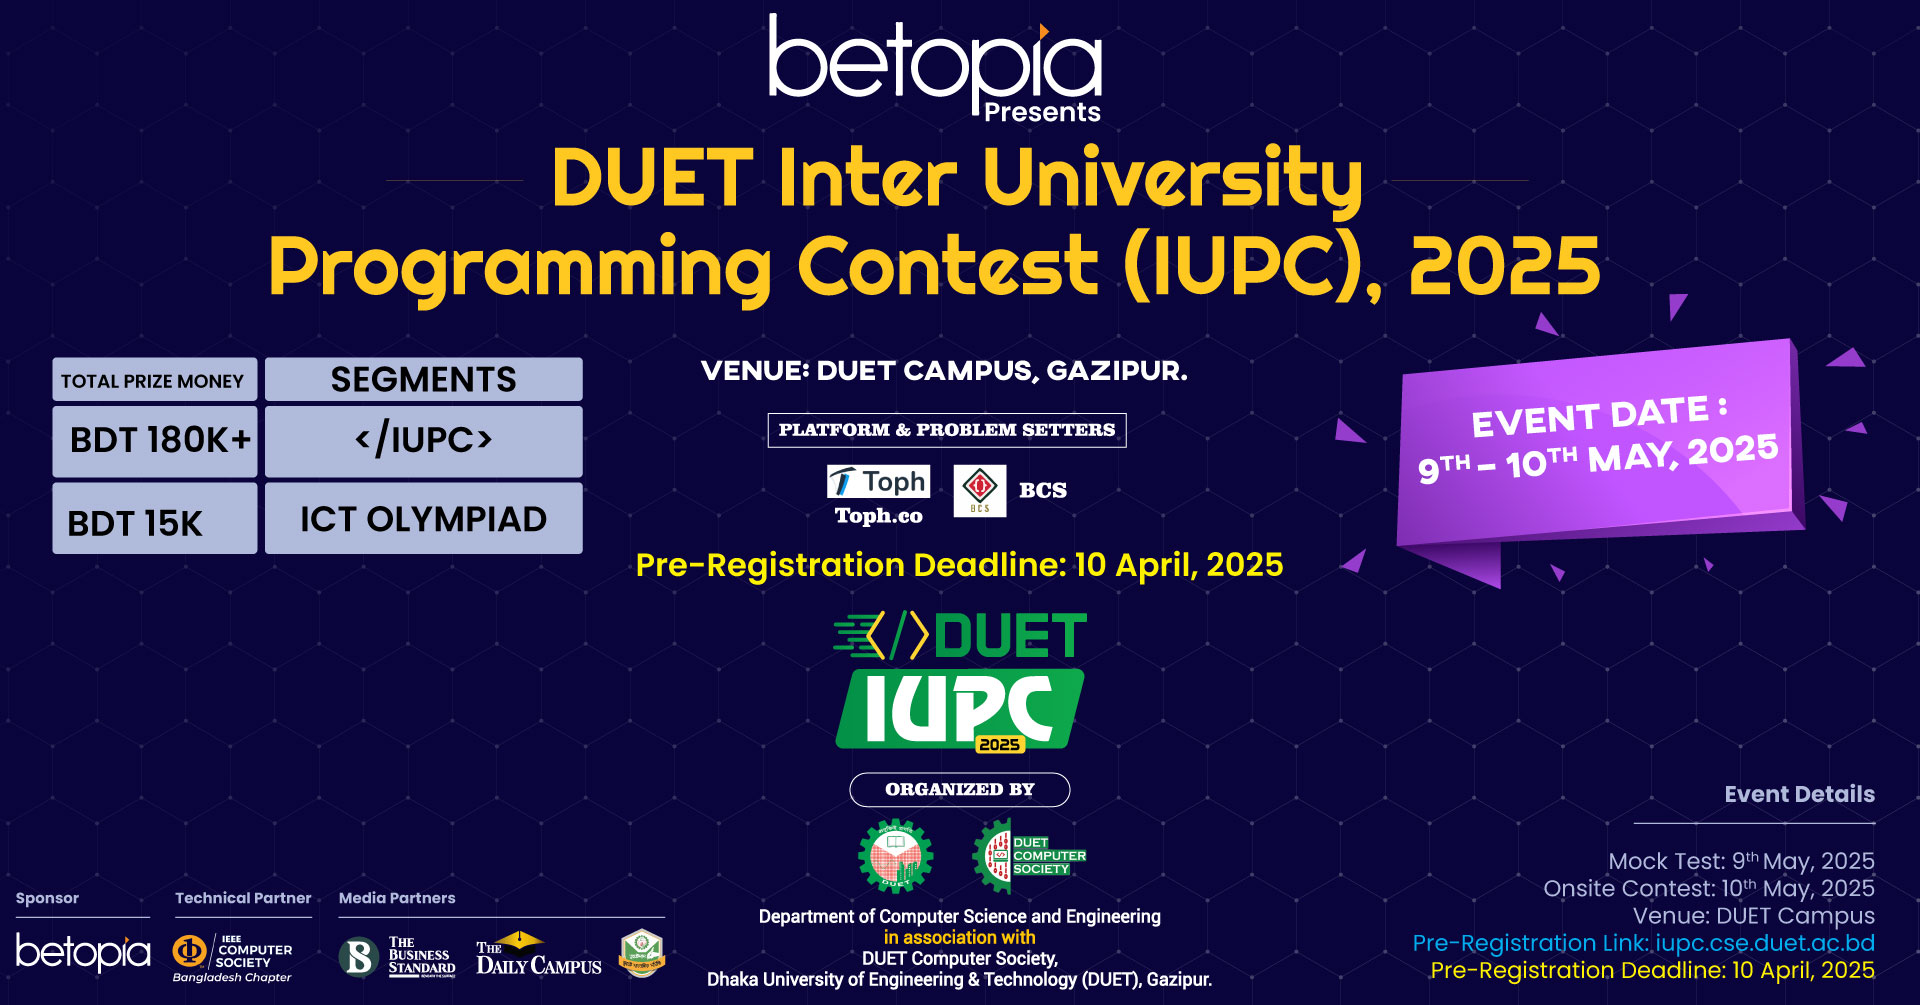 betopia
Presents
DUET Inter University
Programming Contest (IUPC), 2025
TOTAL PRIZE MONEY
SEGMENTS
BDT 180K+
</IUPC>
BDT 15K
ICT OLYMPIAD
VENUE: DUET CAMPUS, GAZIPUR.
PLATFORM & PROBLEM SETTERS
Toph
Toph.co
BCS
BCS
Pre-Registration Deadline: 10 April, 2025
EVENT DATE :
9TH – 10TH MAY, 2025
</> DUET
IUPC
2025
ORGANIZED BY
DUET
DUET
COMPUTER
SOCIETY
Department of Computer Science and Engineering
in association with
DUET Computer Society,
Dhaka University of Engineering & Technology (DUET), Gazipur.
Sponsor
betopia
Technical Partner
IEEE
COMPUTER
SOCIETY
Bangladesh Chapter
Media Partners
THE
BUSINESS
STANDARD
THE
DAILY CAMPUS
Event Details
Mock Test: 9th May, 2025
Onsite Contest: 10th May, 2025
Venue: DUET Campus
Pre-Registration Link: iupc.cse.duet.ac.bd
Pre-Registration Deadline: 10 April, 2025